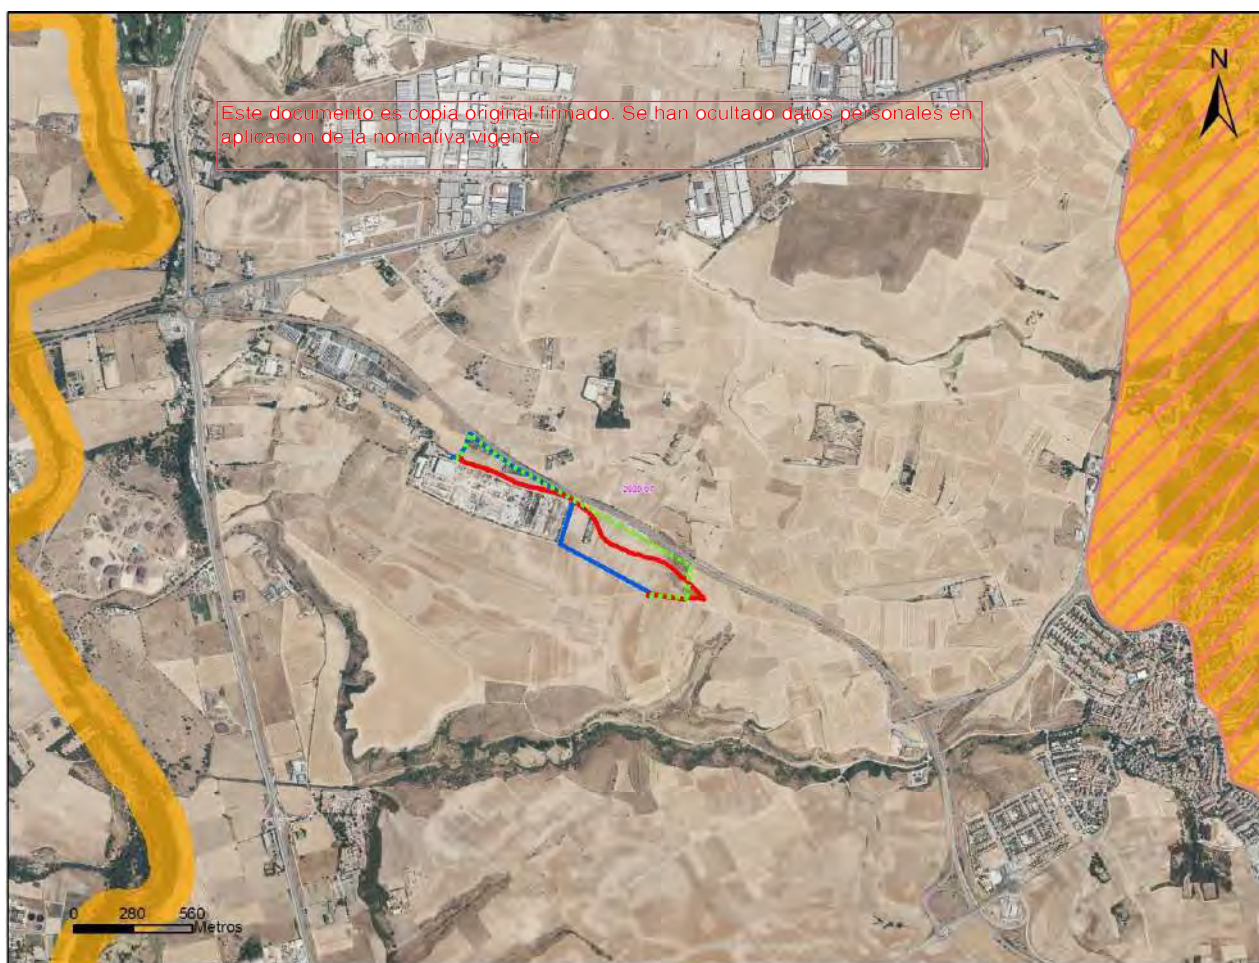 N
Este documento es copia original firmado. Se han ocultado datos personales en
aplicación de la normativa vigente
0 280 560
Metros